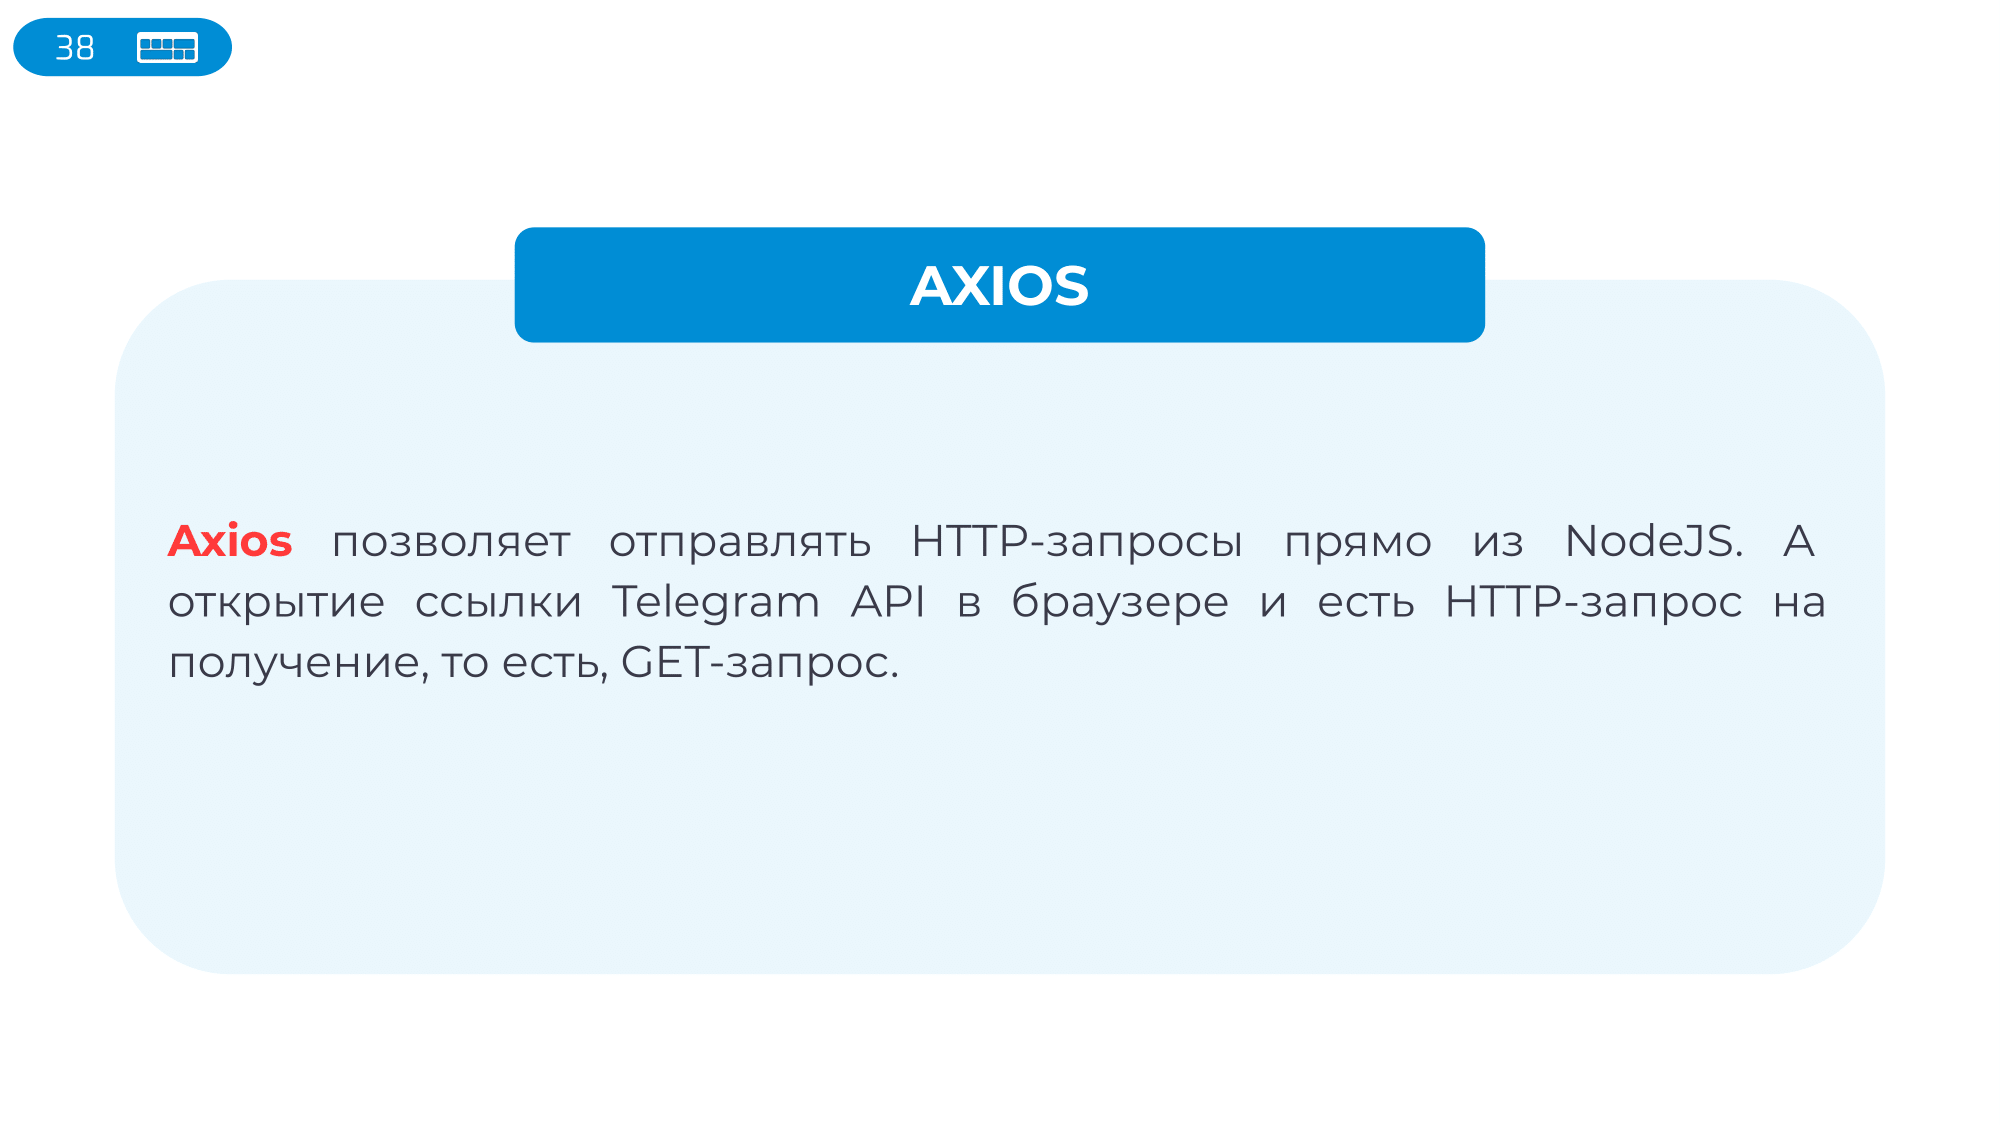 38
AXIOS
Axios позволяет отправлять HTTP-запросы прямо из NodeJS. А
открытие ссылки Telegram API в браузере и есть HTTP-запрос на
получение, то есть, GET-запрос.